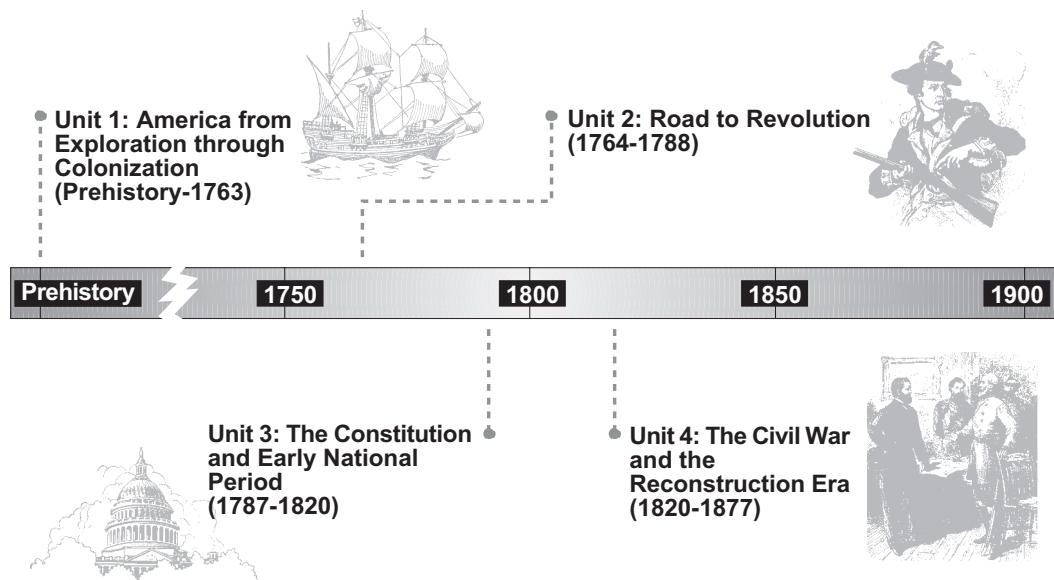 Unit 1: America from
Exploration through
Colonization
(Prehistory-1763)
Unit 2: Road to Revolution
(1764-1788)
Prehistory
1750
1800
1850
1900
Unit 3: The Constitution
and Early National
Period
(1787-1820)
Unit 4: The Civil War
and the
Reconstruction Era
(1820-1877)